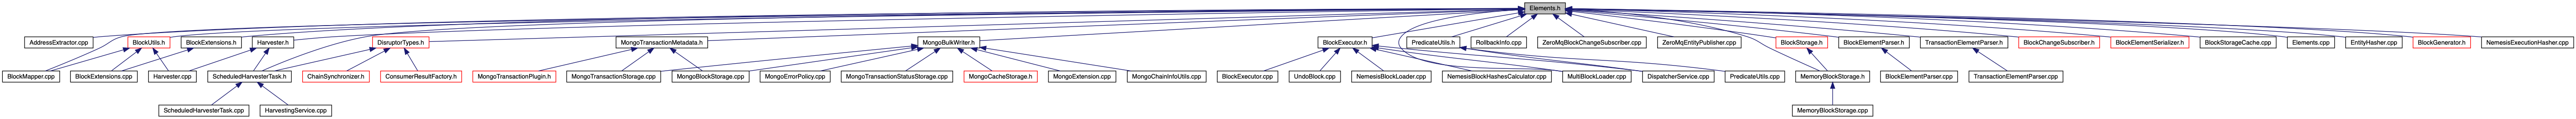 Elements.h
AddressExtractor.cpp
BlockUtils.h
BlockExtensions.h
Harvester.h
DisruptorTypes.h
MongoTransactionMetadata.h
MongoBulkWriter.h
BlockExecutor.h
PredicateUtils.h
RollbackInfo.cpp
ZeroMqBlockChangeSubscriber.cpp
ZeroMqEntityPublisher.cpp
BlockStorage.h
BlockElementParser.h
TransactionElementParser.h
BlockChangeSubscriber.h
BlockElementSerializer.h
BlockStorageCache.cpp
Elements.cpp
EntityHasher.cpp
BlockGenerator.h
NemesisExecutionHasher.cpp
BlockMapper.cpp
BlockExtensions.cpp
Harvester.cpp
ScheduledHarvesterTask.h
ChainSynchronizer.h
ConsumerResultFactory.h
MongoTransactionPlugin.h
MongoTransactionStorage.cpp
MongoBlockStorage.cpp
MongoErrorPolicy.cpp
MongoTransactionStatusStorage.cpp
MongoCacheStorage.h
MongoExtension.cpp
MongoChainInfoUtils.cpp
BlockExecutor.cpp
UndoBlock.cpp
NemesisBlockLoader.cpp
NemesisBlockHashesCalculator.cpp
MultiBlockLoader.cpp
DispatcherService.cpp
PredicateUtils.cpp
MemoryBlockStorage.h
BlockElementParser.cpp
TransactionElementParser.cpp
ScheduledHarvesterTask.cpp
HarvestingService.cpp
MemoryBlockStorage.cpp